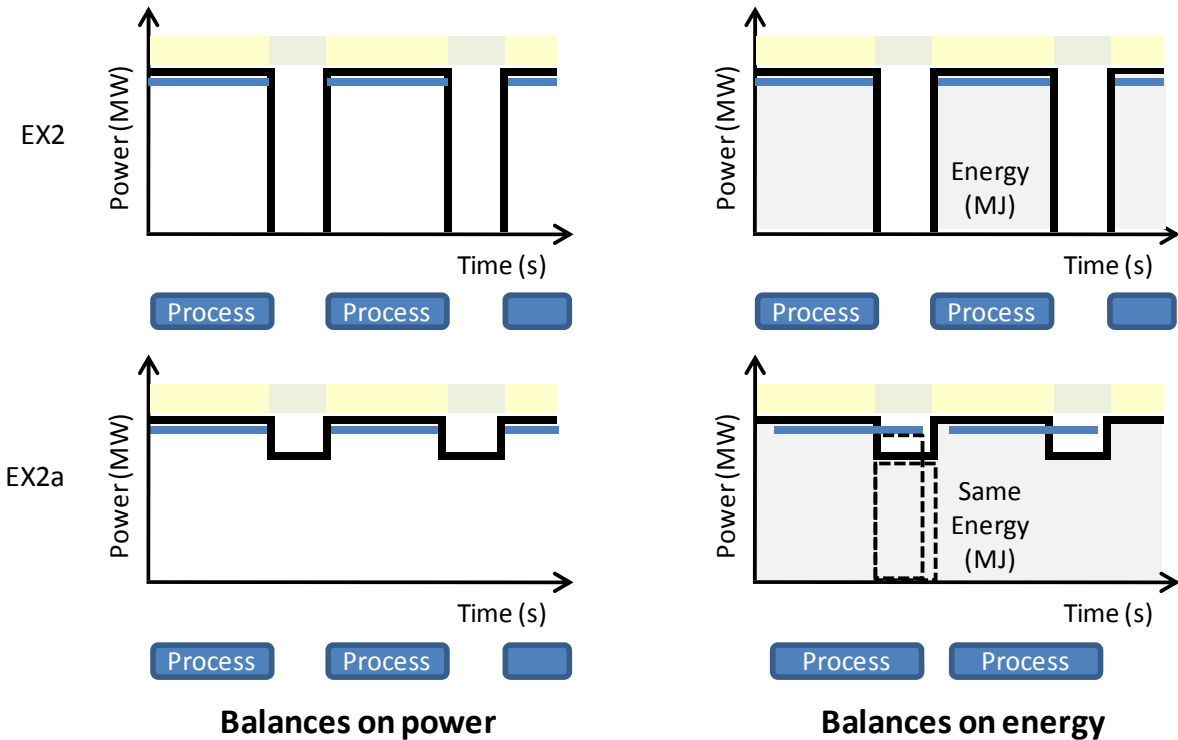 EX2
Power (MW)
Time (s)
Process
Process
Power (MW)
Energy
(MJ)
Time (s)
Process
Process
EX2a
Power (MW)
Time (s)
Process
Process
Power (MW)
Same
Energy
(MJ)
Time (s)
Process
Process
Balances on power
Balances on energy